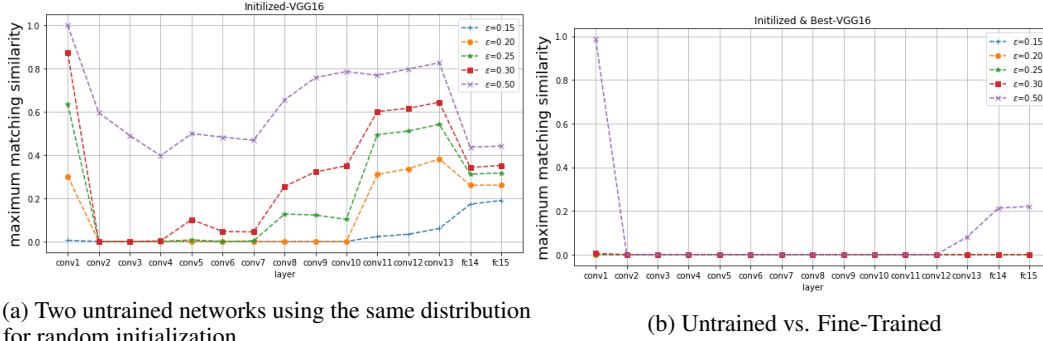 Initilized-VGG16
maximum matching similarity
1.0
0.8
0.6
0.4
0.2
0.0
ε=0.15
ε=0.20
ε=0.25
ε=0.30
ε=0.50
conv1 conv2 conv3 conv4 conv5 conv6 conv7 conv8 conv9 conv10 conv11 conv12 conv13 fc14 fc15
layer
(a) Two untrained networks using the same distribution
for random initialization
Initilized & Best-VGG16
maximum matching similarity
1.0
0.8
0.6
0.4
0.2
0.0
ε=0.15
ε=0.20
ε=0.25
ε=0.30
ε=0.50
conv1 conv2 conv3 conv4 conv5 conv6 conv7 conv8 conv9 conv10 conv11 conv12 conv13 fc14 fc15
layer
(b) Untrained vs. Fine-Trained